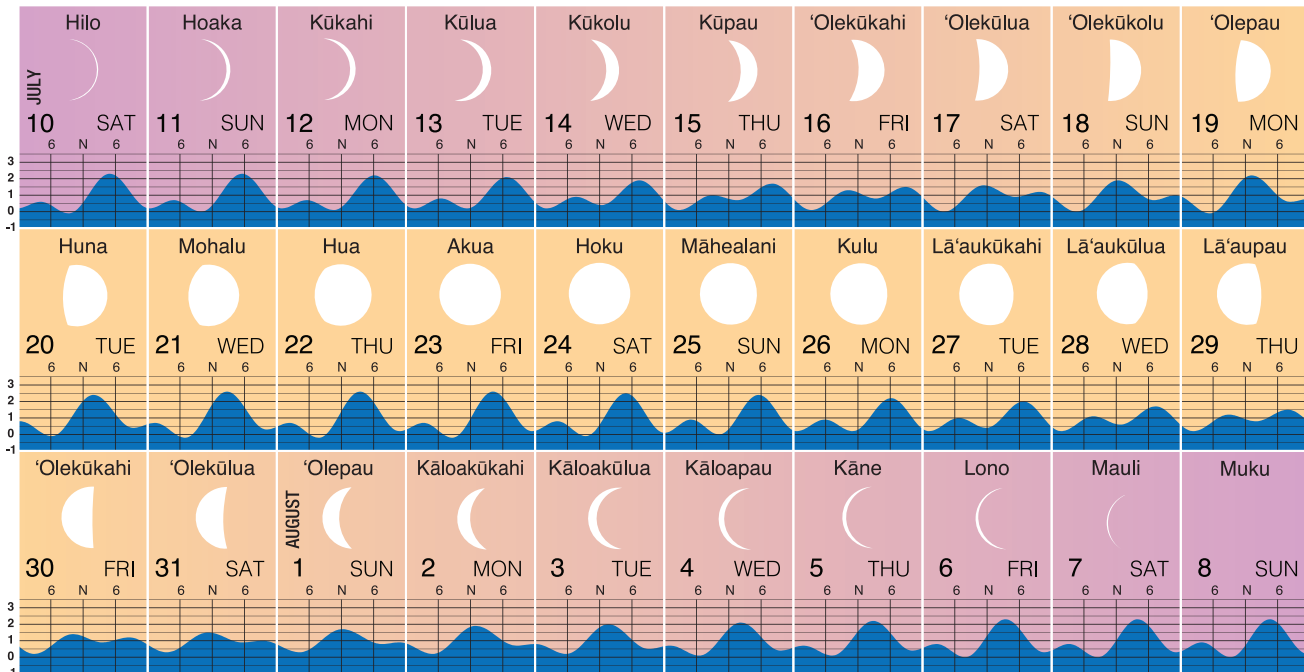 Hilo Hoaka Kūkahi Kūlua Kūkolu Kūpau ʻOlekūkahi ʻOlekūlua ʻOlekūkolu ʻOlepau
JULY
10 SAT 11 SUN 12 MON 13 TUE 14 WED 15 THU 16 FRI 17 SAT 18 SUN 19 MON
6 N 6 6 N 6 6 N 6 6 N 6 6 N 6 6 N 6 6 N 6 6 N 6 6 N 6 6 N 6
3
2
1
0
-1
Huna Mohalu Hua Akua Hoku Māhealani Kulu Lāʻaukūkahi Lāʻaukūlua Lāʻaupau
20 TUE 21 WED 22 THU 23 FRI 24 SAT 25 SUN 26 MON 27 TUE 28 WED 29 THU
6 N 6 6 N 6 6 N 6 6 N 6 6 N 6 6 N 6 6 N 6 6 N 6 6 N 6 6 N 6
3
2
1
0
-1
ʻOlekūkahi ʻOlekūlua ʻOlepau Kāloakūkahi Kāloakūlua Kāloapau Kāne Lono Mauli Muku
AUGUST
30 FRI 31 SAT 1 SUN 2 MON 3 TUE 4 WED 5 THU 6 FRI 7 SAT 8 SUN
6 N 6 6 N 6 6 N 6 6 N 6 6 N 6 6 N 6 6 N 6 6 N 6 6 N 6 6 N 6
3
2
1
0
-1